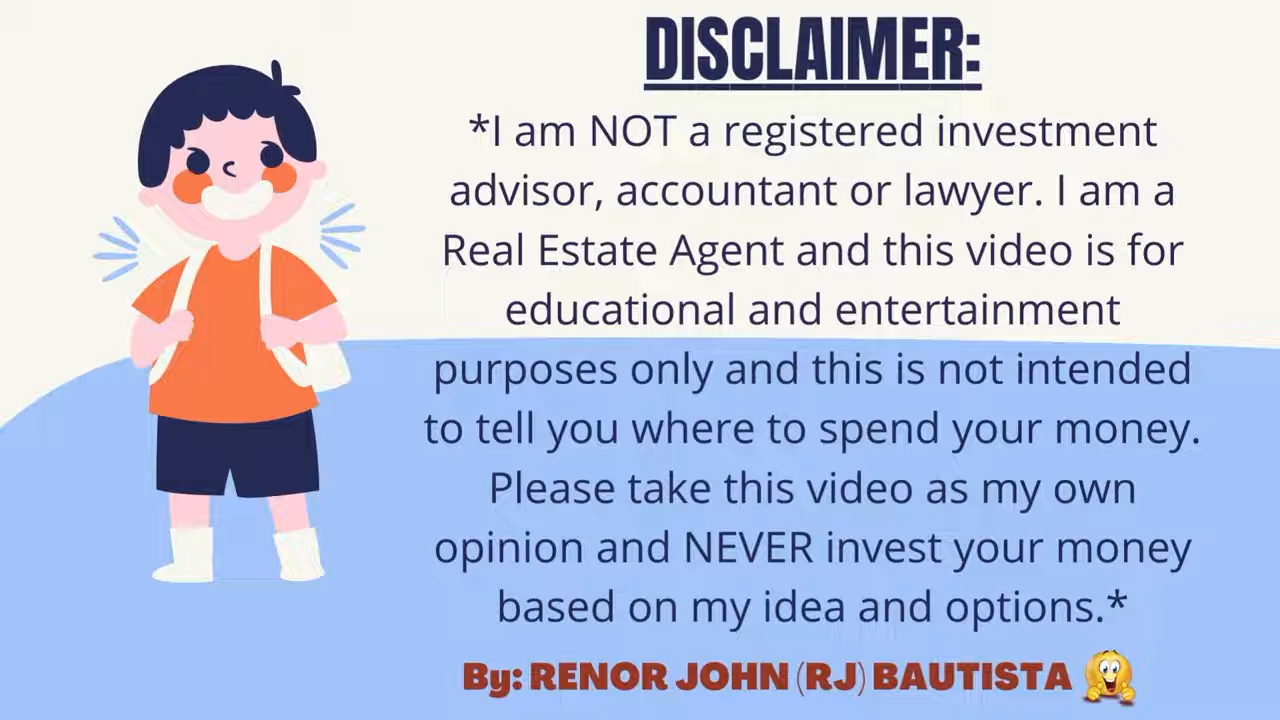 DISCLAIMER:
*I am NOT a registered investment
advisor, accountant or lawyer. I am a
Real Estate Agent and this video is for
educational and entertainment
purposes only and this is not intended
to tell you where to spend your money.
Please take this video as my own
opinion and NEVER invest your money
based on my idea and options.*
By: RENOR JOHN (RJ) BAUTISTA